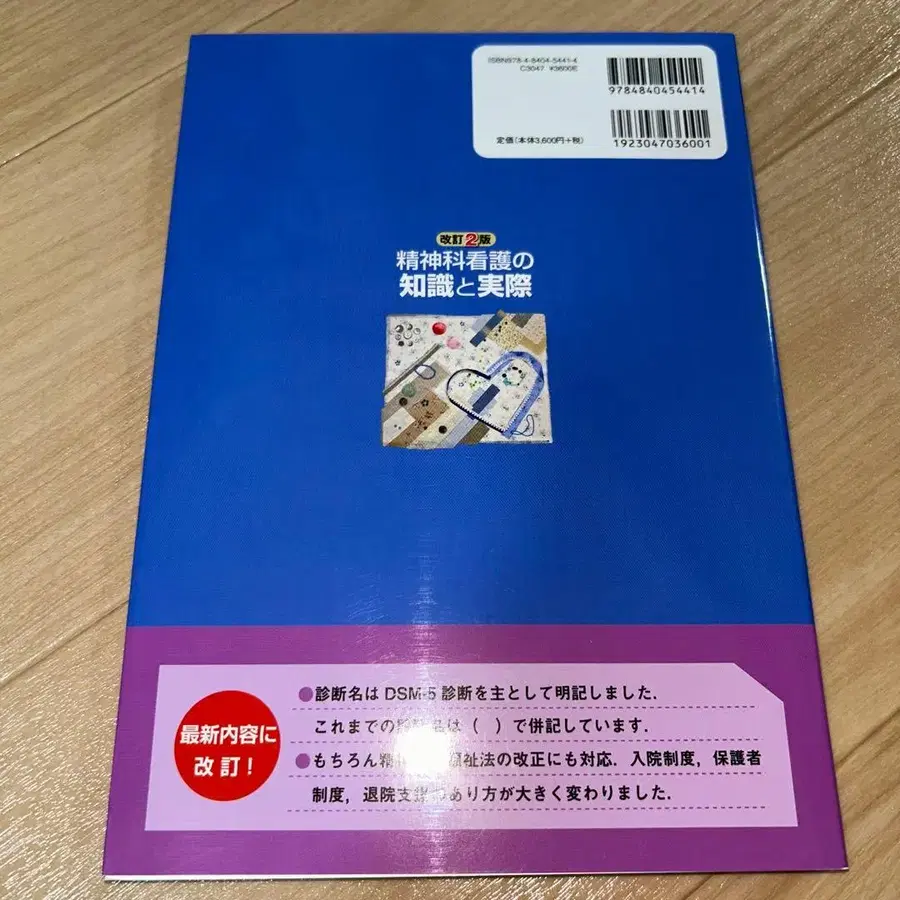 ISBN978-4-8404-5441-4
C3047 ¥3600E
9784840454414
定価(本体3,600円+税)
1923047036001
改訂2版
精神科看護の
知識と実際
最新内容に
改訂!
●診断名は DSM-5 診断を主として明記しました.
これまでの は( )で併記しています.
●もちろん精 祉法の改正にも対応.入院制度,保護者
制度,退院支 あり方が大きく変わりました.